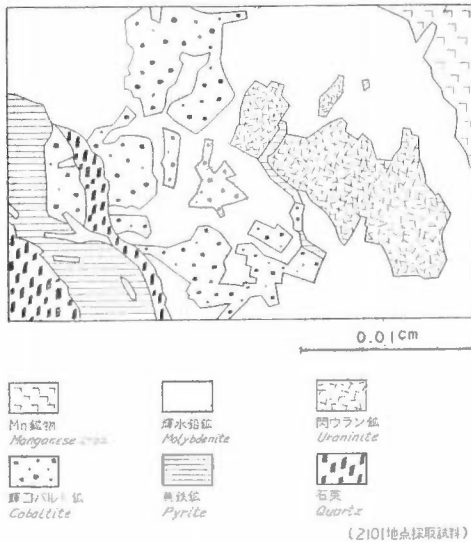 0.01cm
Mn鉱物
Manganese
輝水鉛鉱
Molybdenite
閃ウラン鉱
Uraninite
輝コバルト鉱
Cobaltite
黄鉄鉱
Pyrite
石英
Quartz
(2101地点採取試料)